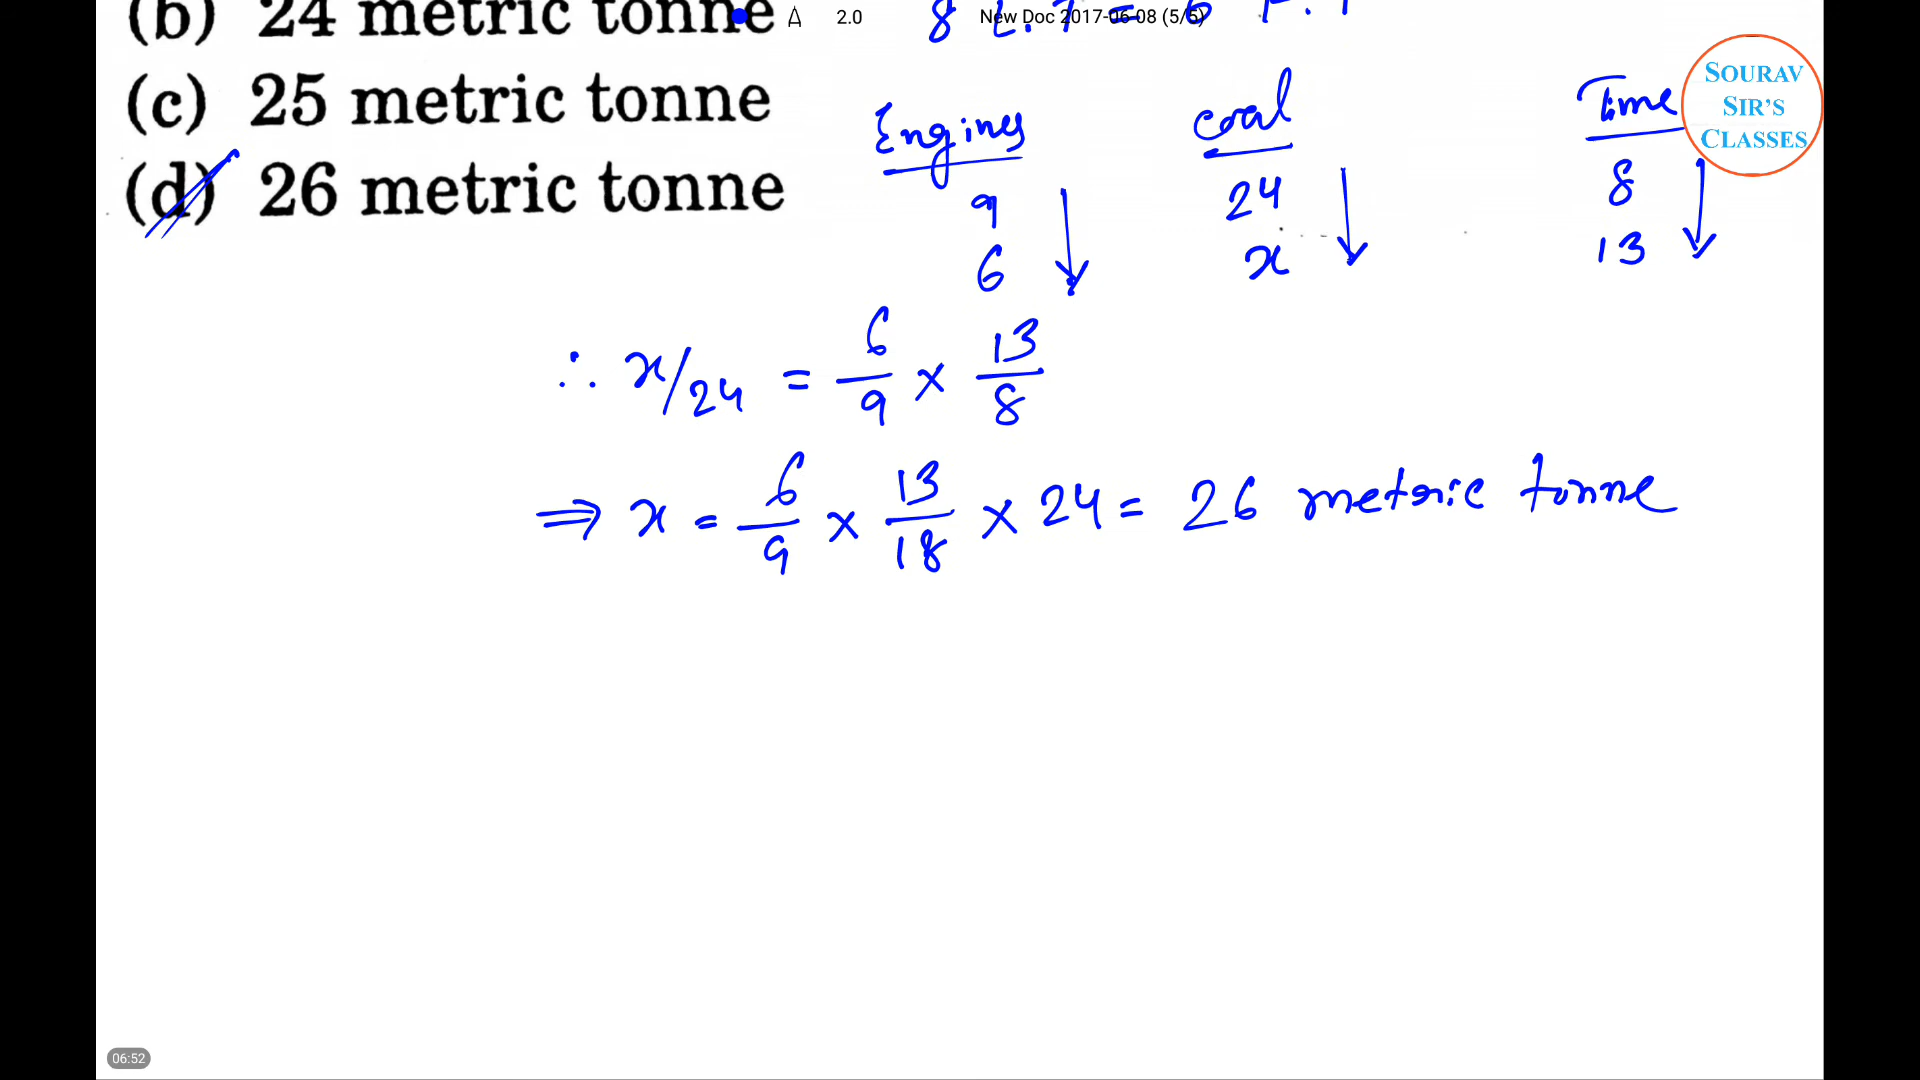 (b) 24 metric tonne A 2.0 New Doc 2017-06-08 (5/5)
(c) 25 metric tonne
(d) 26 metric tonne
Engines coal Time
9 24 8
6 x 13
∴ x/24 = 6/9 × 13/8
⇒ x = 6/9 × 13/18 × 24 = 26 metric tonne
SOURAV
SIR'S
CLASSES
06:52